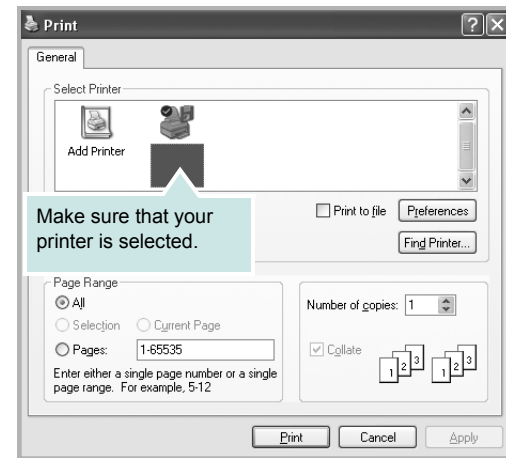 Print
General
Select Printer
Add Printer
Make sure that your
printer is selected.
Print to file
Preferences
Find Printer...
Page Range
All
Selection
Current Page
Pages:
1-65535
Enter either a single page number or a single
page range. For example, 5-12
Number of copies:
1
Collate
1 2 3
1 2 3
Print
Cancel
Apply